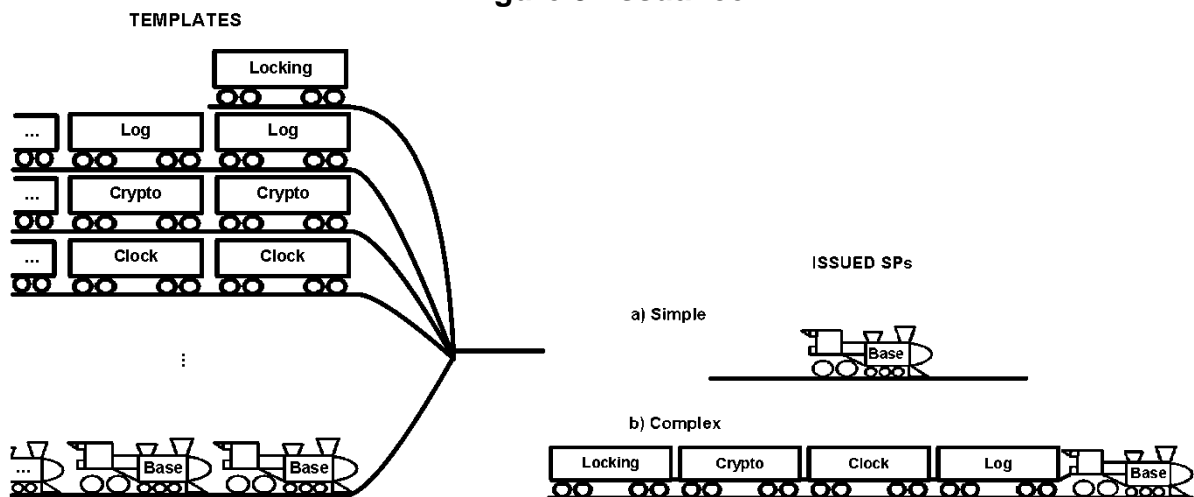 TEMPLATES
Locking
... Log Log
... Crypto Crypto
... Clock Clock
...
... Base Base
ISSUED SPs
a) Simple
Base
b) Complex
Locking Crypto Clock Log Base